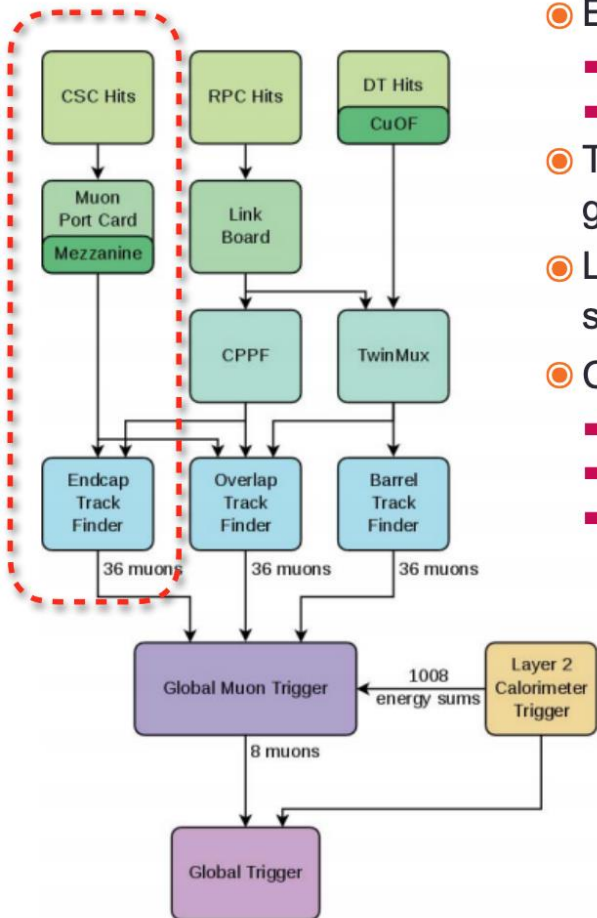 CSC Hits
RPC Hits
DT Hits
CuOF
Muon
Port Card
Mezzanine
Link
Board
CPPF
TwinMux
Endcap
Track
Finder
Overlap
Track
Finder
Barrel
Track
Finder
36 muons
36 muons
36 muons
Global Muon Trigger
1008
energy sums
Layer 2
Calorimeter
Trigger
8 muons
Global Trigger